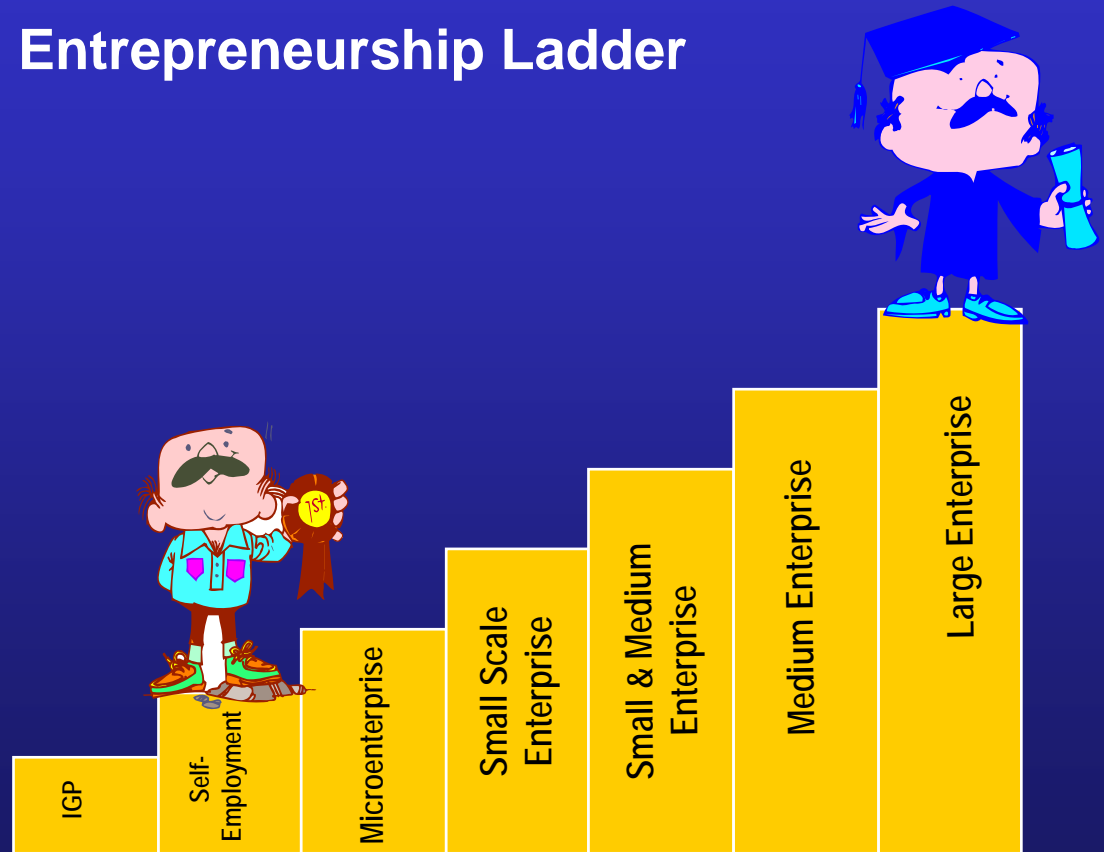 Entrepreneurship Ladder
1st.
IGP
Self-
Employment
Microenterprise
Small Scale
Enterprise
Small & Medium
Enterprise
Medium Enterprise
Large Enterprise